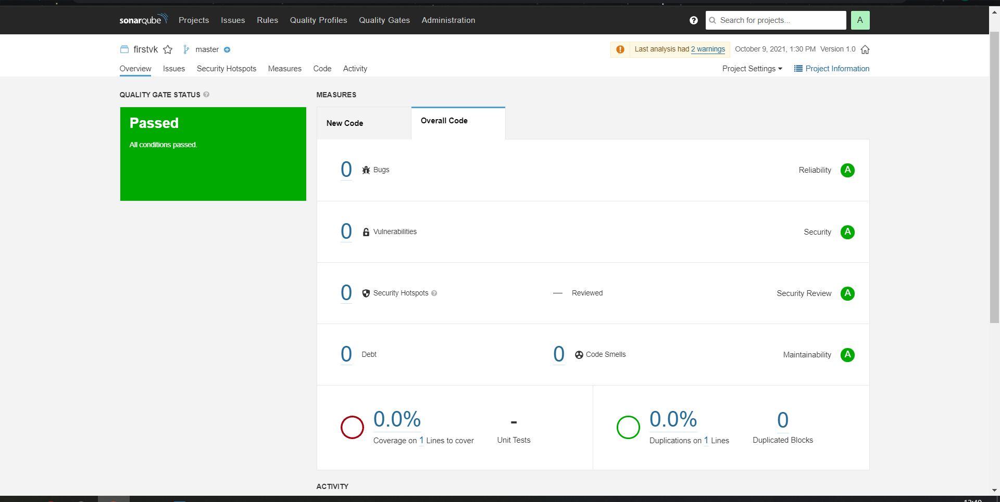 sonarqube Projects Issues Rules Quality Profiles Quality Gates Administration ? Search for projects... A
firstvk master Last analysis had 2 warnings October 9, 2021, 1:30 PM Version 1.0
Overview Issues Security Hotspots Measures Code Activity Project Settings Project Information
QUALITY GATE STATUS ?
Passed
All conditions passed.
MEASURES
New Code Overall Code
0 Bugs Reliability A
0 Vulnerabilities Security A
0 Security Hotspots ? — Reviewed Security Review A
0 Debt 0 Code Smells Maintainability A
0.0% - 0.0% 0
Coverage on 1 Lines to cover Unit Tests Duplications on 1 Lines Duplicated Blocks
ACTIVITY